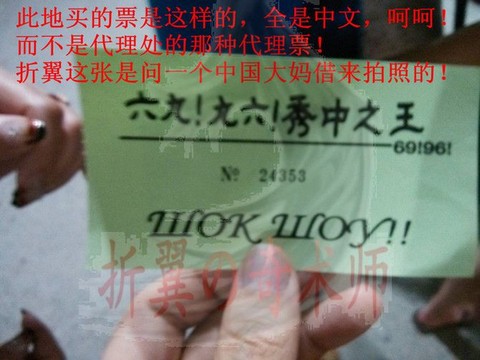 此地买的票是这样的，全是中文，呵呵！
而不是代理处的那种代理票！
折翼这张是问一个中国大妈借来拍照的！
六九！九六！秀中之王
69!96!
№ 24353
ШОК ШОУ!!
折翼の奇术师